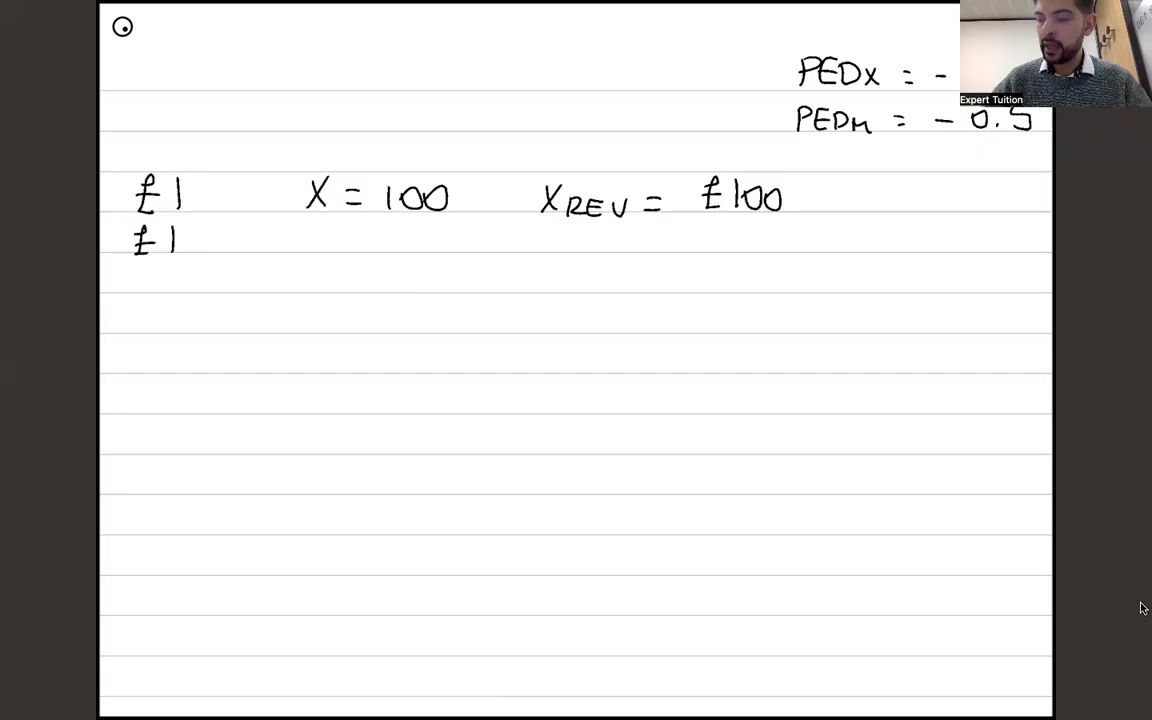 PEDX = -
Expert Tuition
PEDM = - 0.5
£1 X = 100 XREV = £100
£1